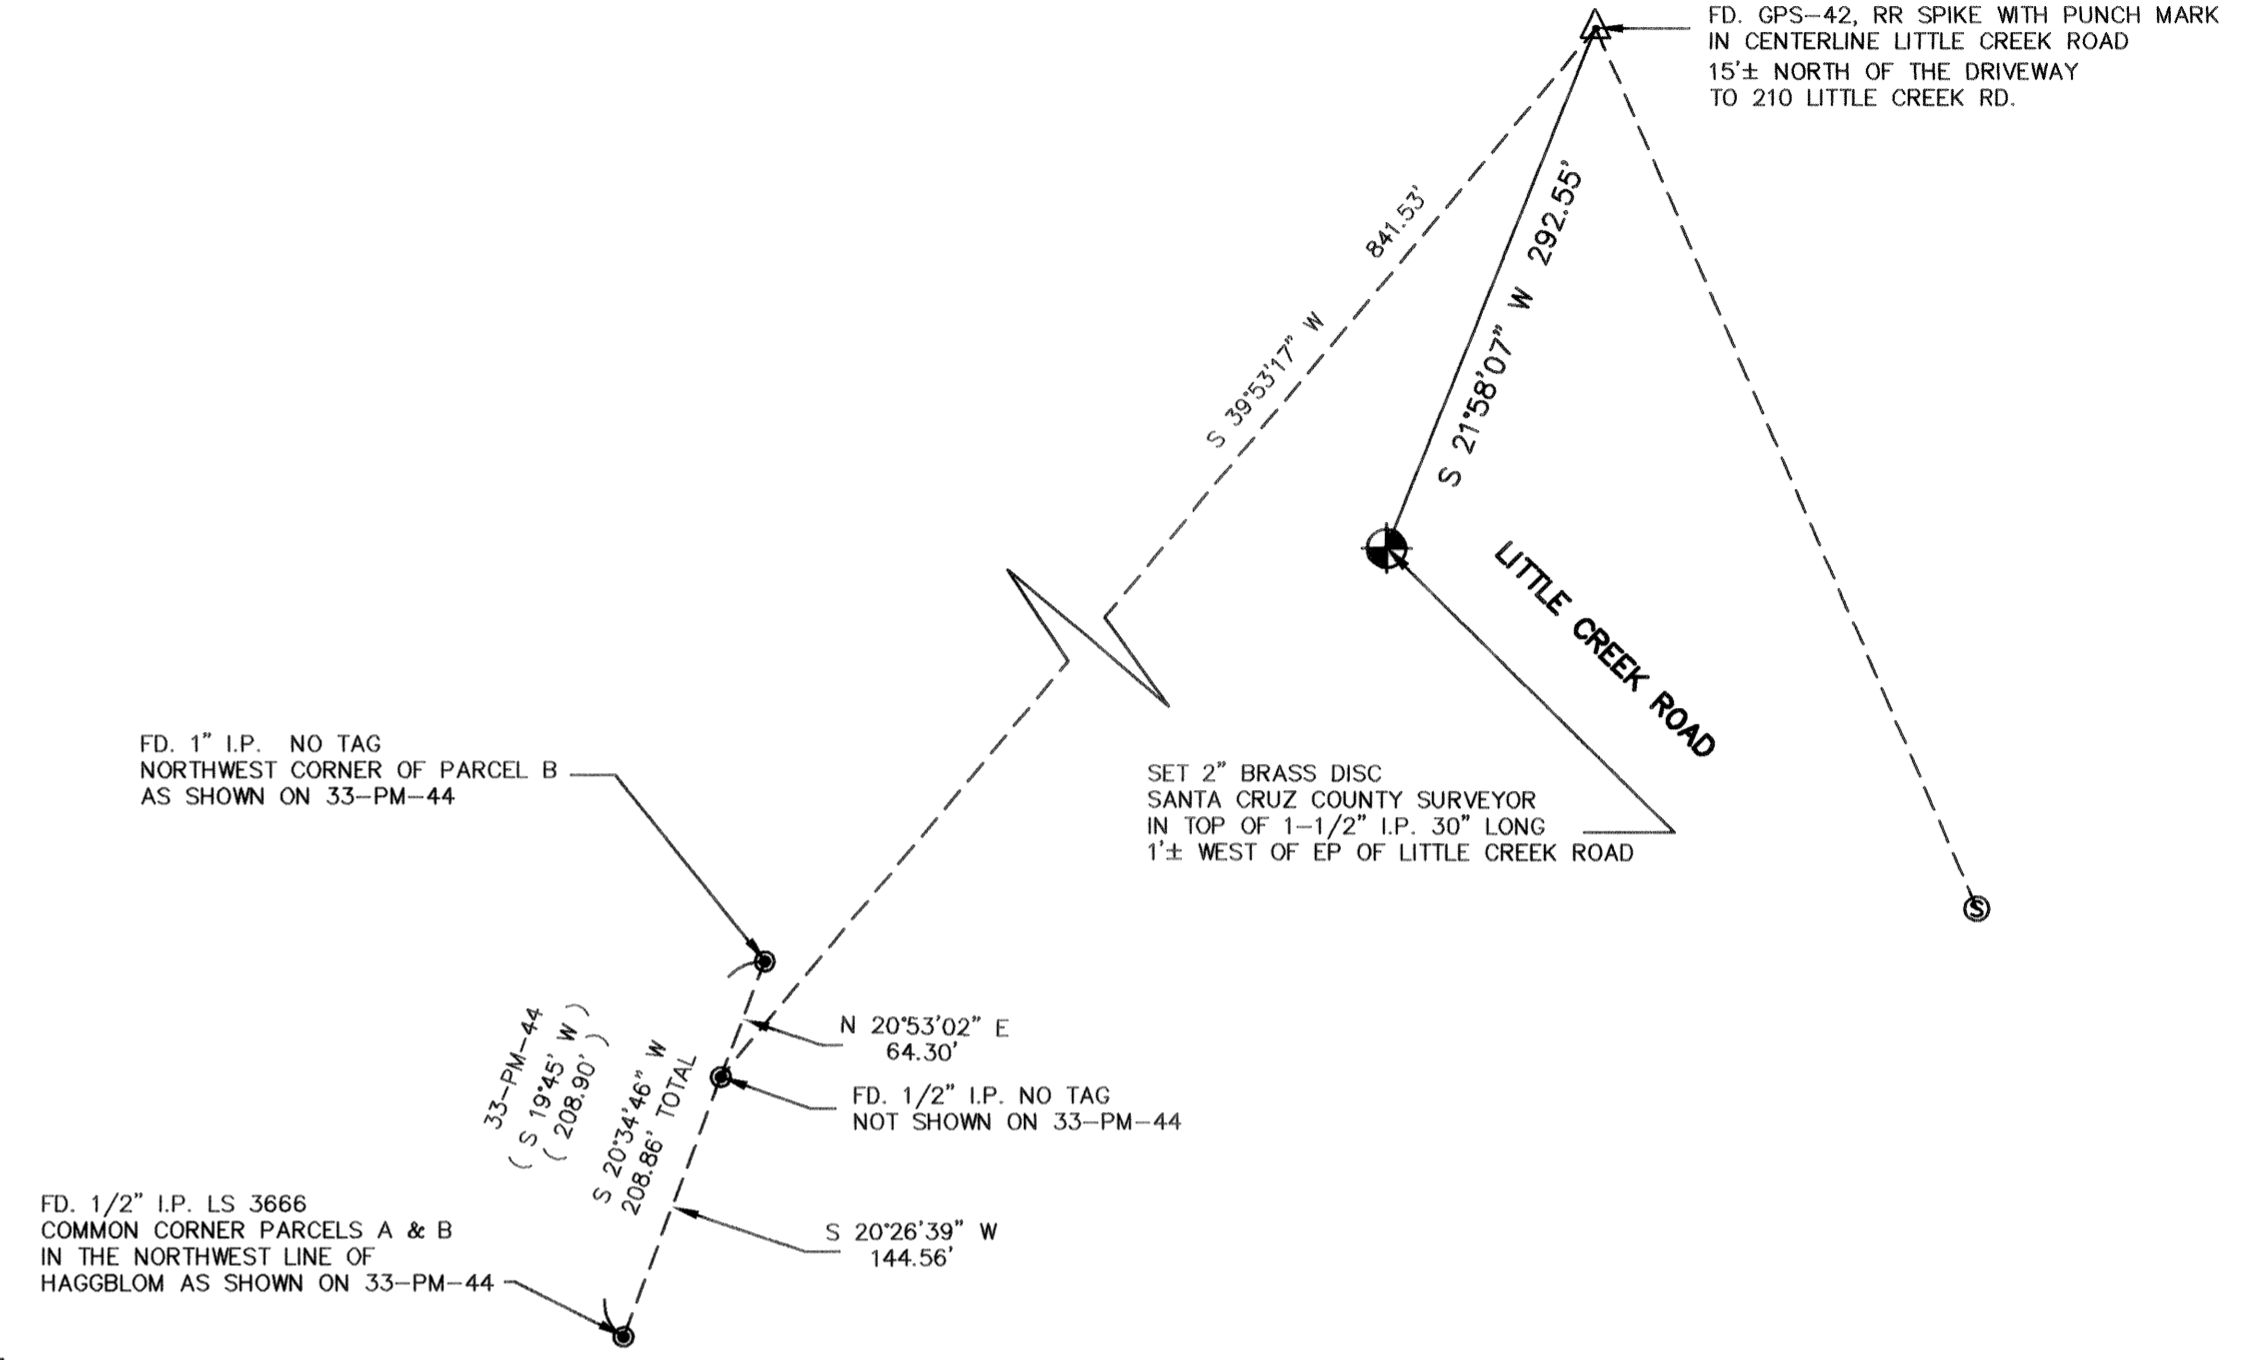 FD. GPS-42, RR SPIKE WITH PUNCH MARK
IN CENTERLINE LITTLE CREEK ROAD
15'± NORTH OF THE DRIVEWAY
TO 210 LITTLE CREEK RD.
S 39°53'17" W 841.53'
S 21°58'07" W 292.55'
LITTLE CREEK ROAD
SET 2" BRASS DISC
SANTA CRUZ COUNTY SURVEYOR
IN TOP OF 1-1/2" I.P. 30" LONG
1'± WEST OF EP OF LITTLE CREEK ROAD
S
FD. 1" I.P. NO TAG
NORTHWEST CORNER OF PARCEL B
AS SHOWN ON 33-PM-44
33-PM-44
( S 19°45' W )
( 208.90' )
S 20°34'46" W
208.86' TOTAL
N 20°53'02" E
64.30'
FD. 1/2" I.P. NO TAG
NOT SHOWN ON 33-PM-44
S 20°26'39" W
144.56'
FD. 1/2" I.P. LS 3666
COMMON CORNER PARCELS A & B
IN THE NORTHWEST LINE OF
HAGGBLOM AS SHOWN ON 33-PM-44